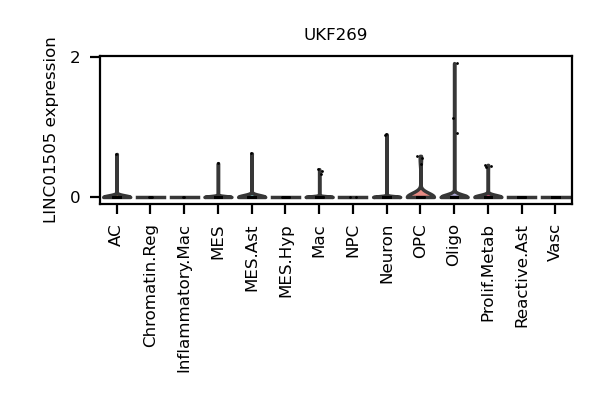 UKF269
LINC01505 expression
2
0
AC
Chromatin.Reg
Inflammatory.Mac
MES
MES.Ast
MES.Hyp
Mac
NPC
Neuron
OPC
Oligo
Prolif.Metab
Reactive.Ast
Vasc